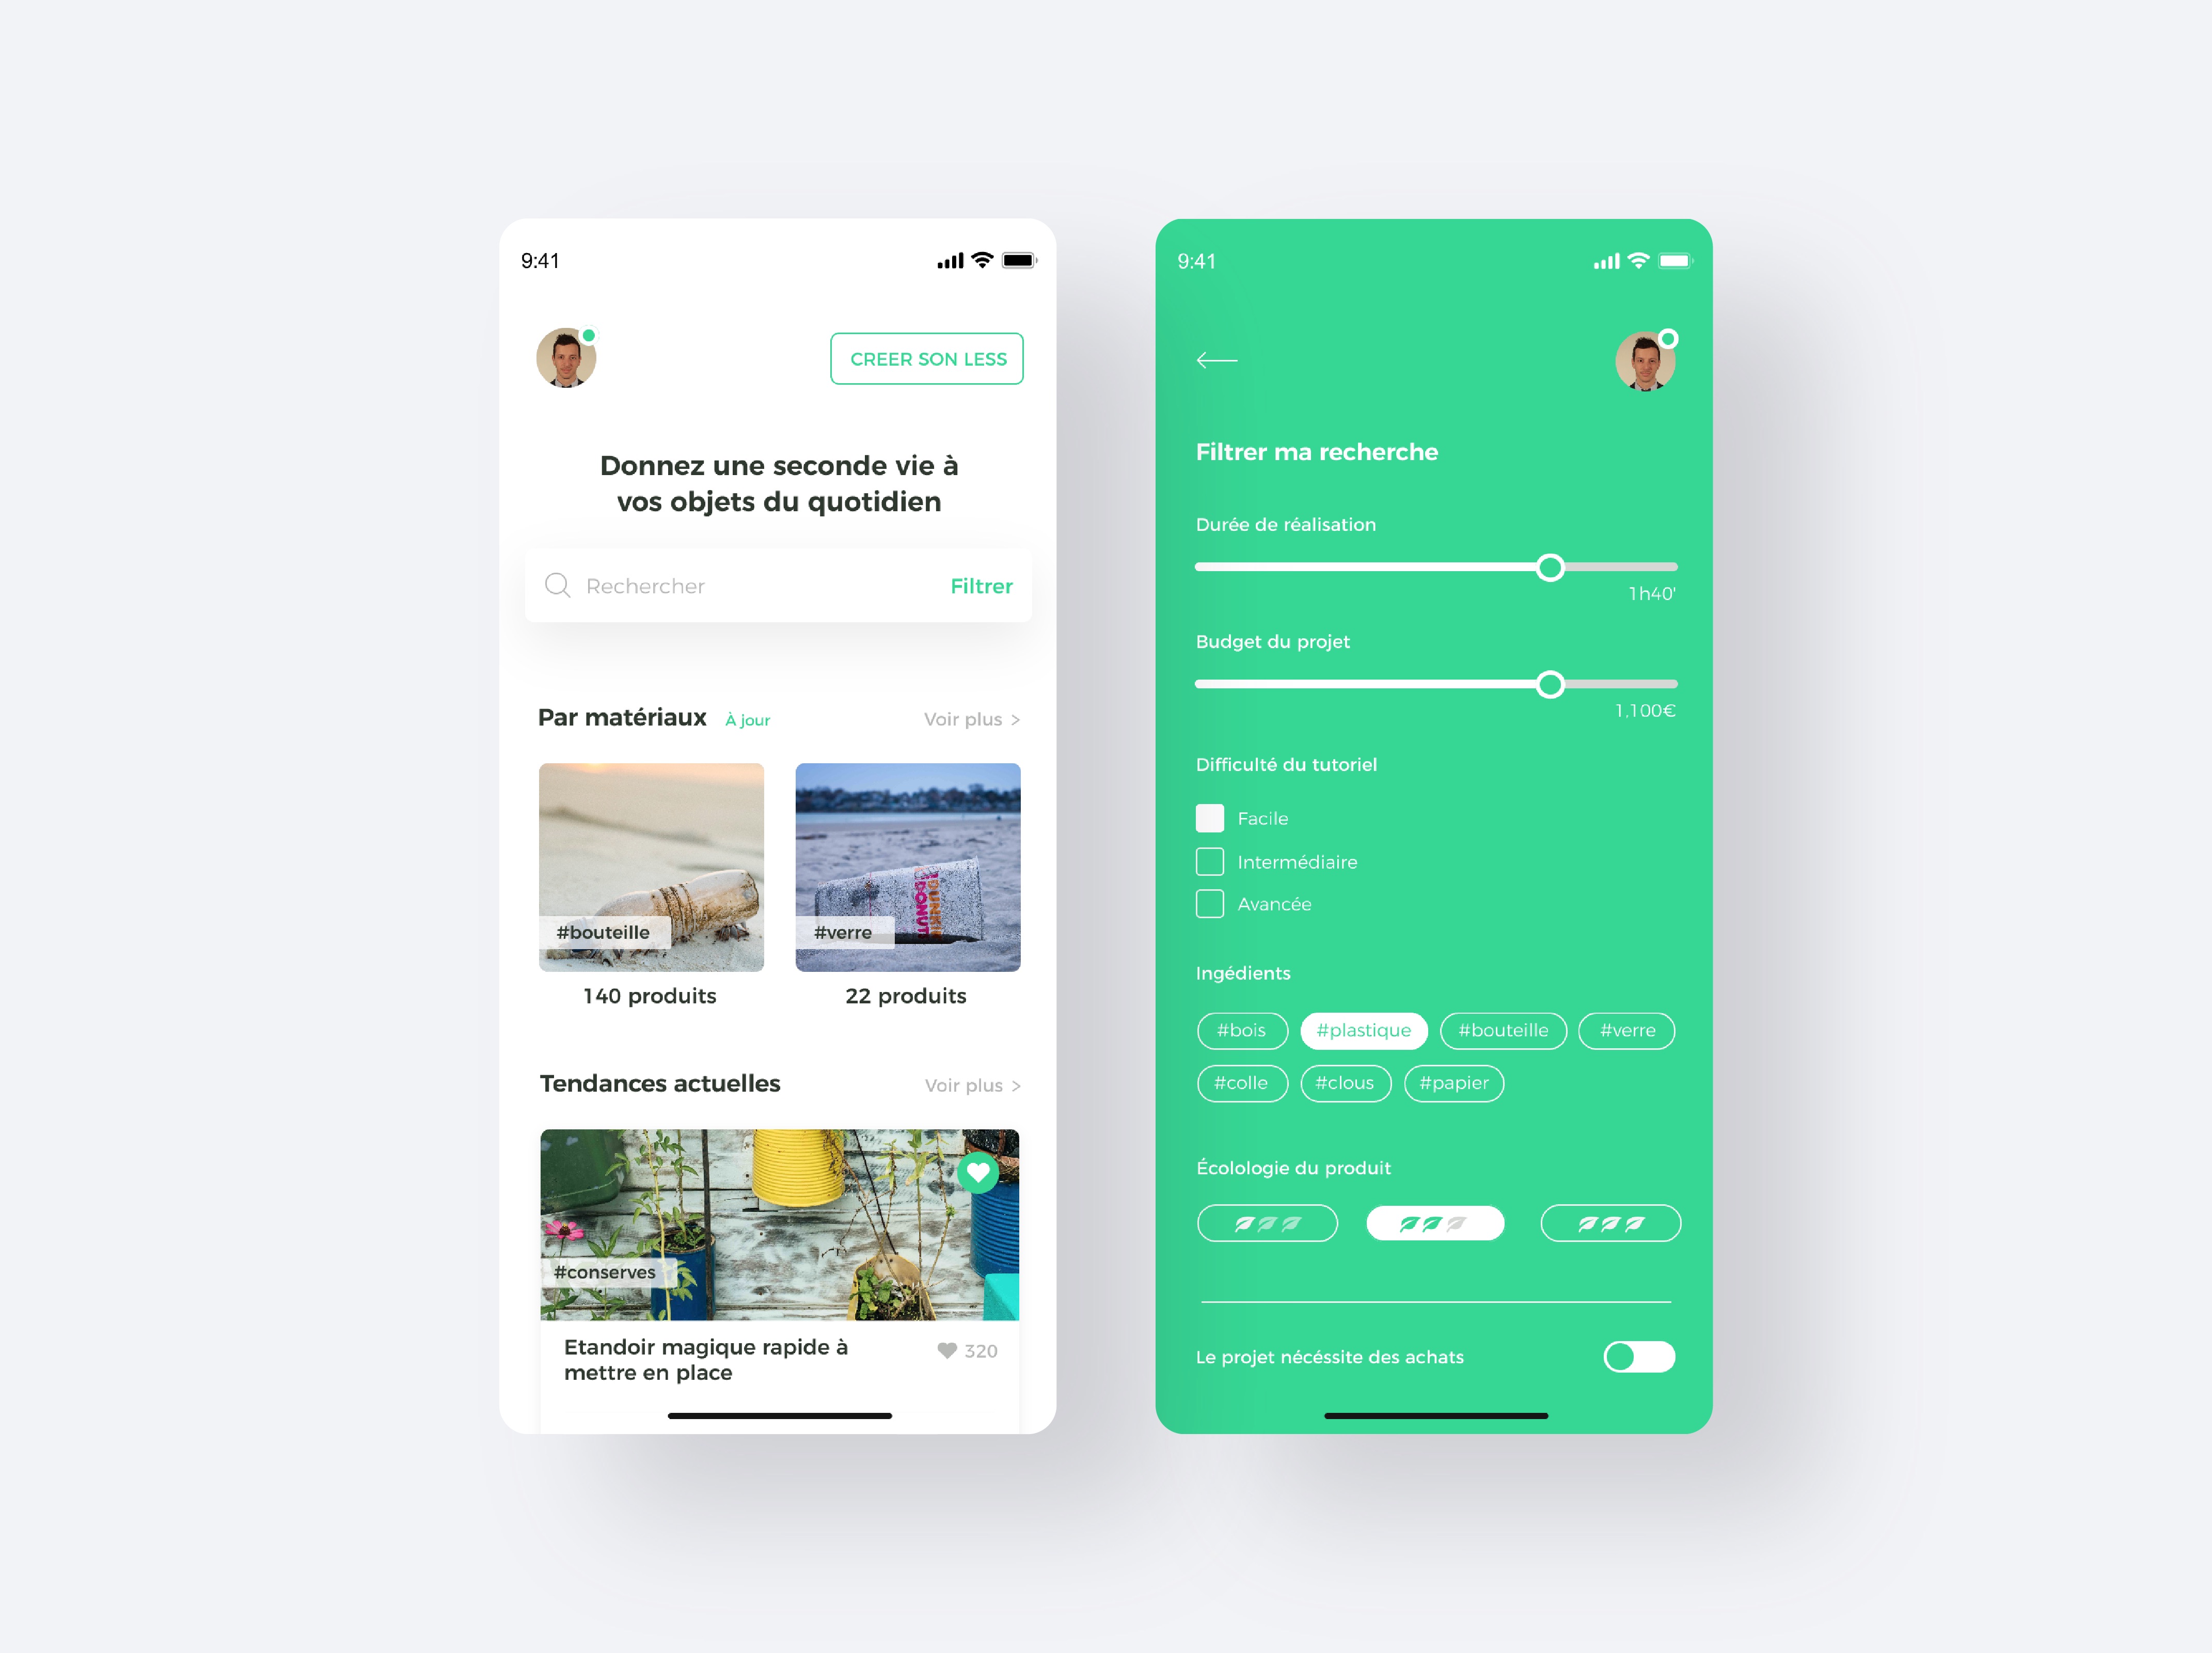 9:41
CREER SON LESS
Donnez une seconde vie à
vos objets du quotidien
Rechercher
Filtrer
Par matériaux
À jour
Voir plus >
#bouteille
#verre
DUNKIN'
DONUTS
140 produits
22 produits
Tendances actuelles
Voir plus >
#conserves
Etandoir magique rapide à
mettre en place
320
9:41
Filtrer ma recherche
Durée de réalisation
1h40'
Budget du projet
1,100€
Difficulté du tutoriel
Facile
Intermédiaire
Avancée
Ingédients
#bois
#plastique
#bouteille
#verre
#colle
#clous
#papier
Écolologie du produit
Le projet nécéssite des achats